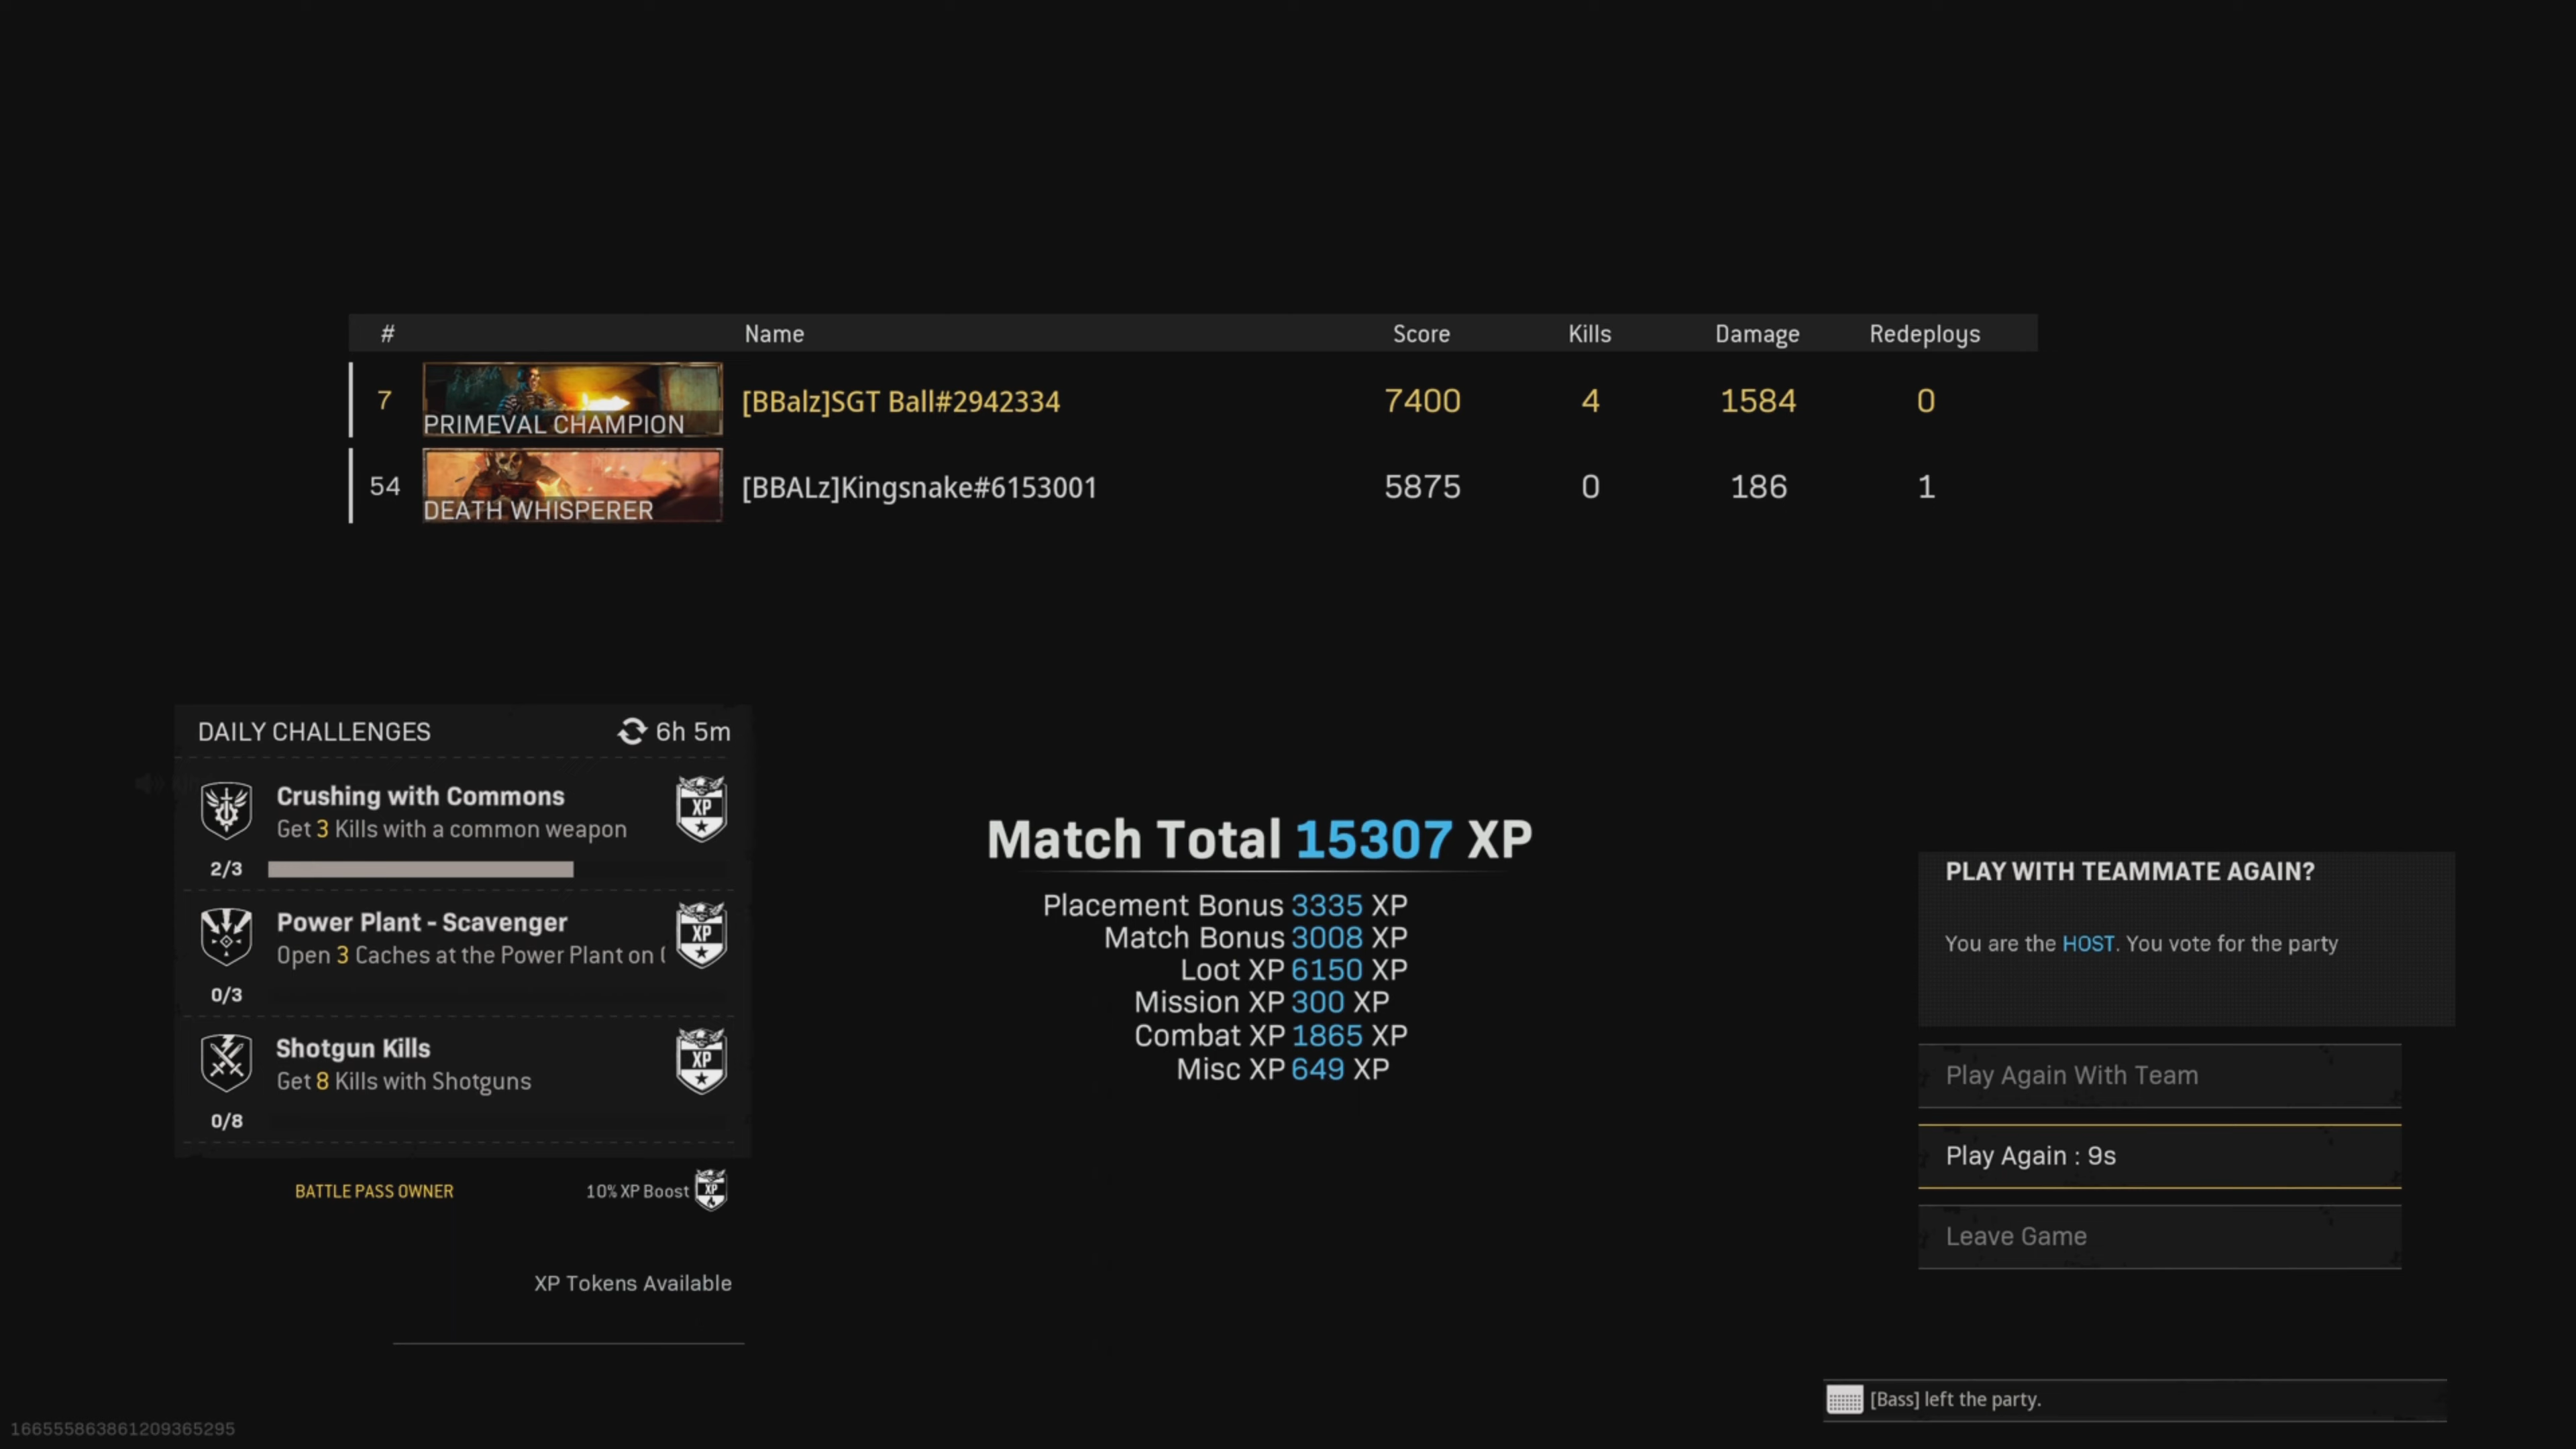 # Name Score Kills Damage Redeploys
7 PRIMEVAL CHAMPION [BBalz]SGT Ball#2942334 7400 4 1584 0
54 DEATH WHISPERER [BBALz]Kingsnake#6153001 5875 0 186 1
DAILY CHALLENGES 6h 5m
Crushing with Commons
Get 3 Kills with a common weapon
XP
2/3
Power Plant - Scavenger
Open 3 Caches at the Power Plant on
XP
0/3
Shotgun Kills
Get 8 Kills with Shotguns
XP
0/8
BATTLE PASS OWNER 10% XP Boost XP
XP Tokens Available
Match Total 15307 XP
Placement Bonus 3335 XP
Match Bonus 3008 XP
Loot XP 6150 XP
Mission XP 300 XP
Combat XP 1865 XP
Misc XP 649 XP
PLAY WITH TEAMMATE AGAIN?
You are the HOST. You vote for the party
Play Again With Team
Play Again : 9s
Leave Game
[Bass] left the party.
16655558638612​09365295